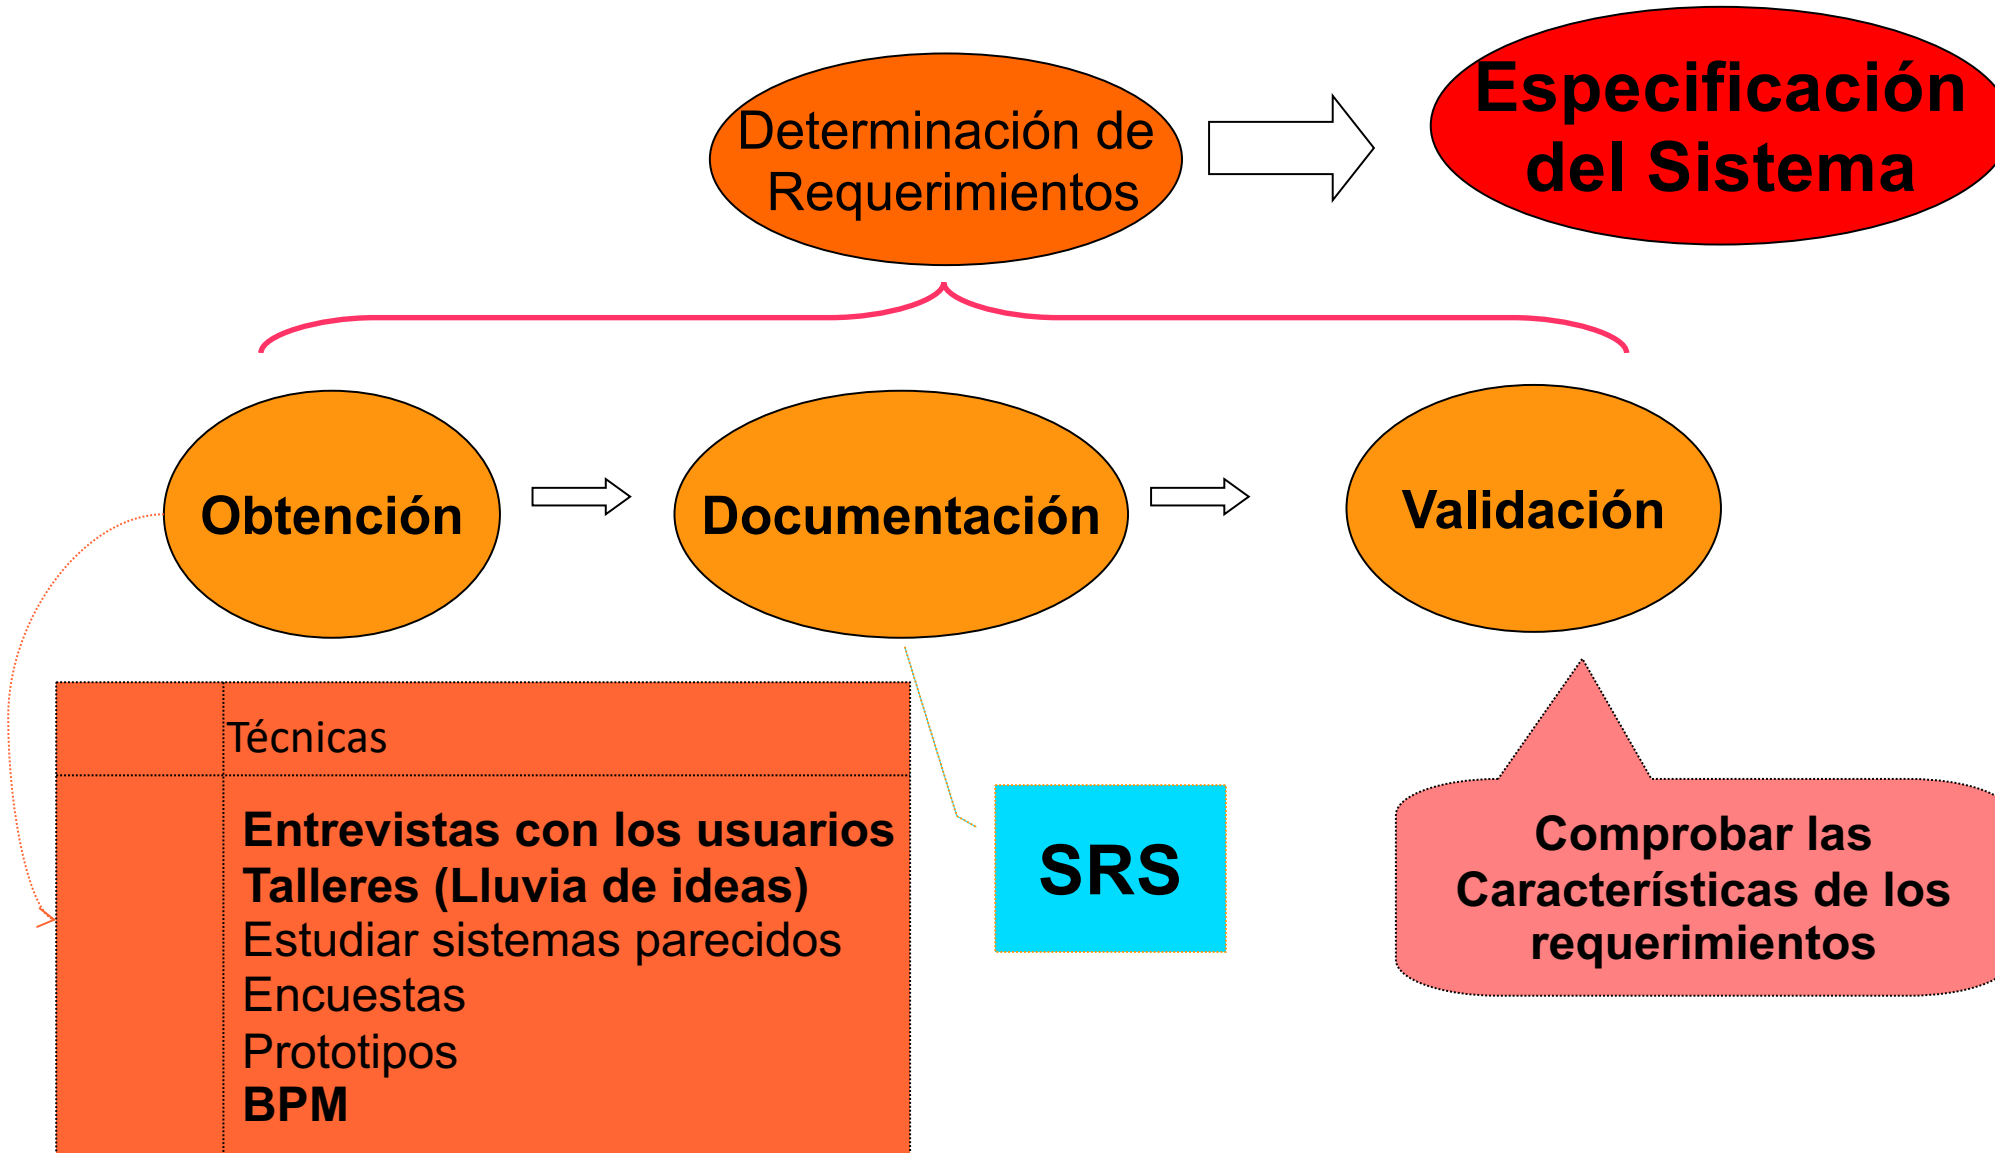 Determinación de
Requerimientos
Especificación
del Sistema
Obtención
Documentación
Validación
Técnicas
Entrevistas con los usuarios
Talleres (Lluvia de ideas)
Estudiar sistemas parecidos
Encuestas
Prototipos
BPM
SRS
Comprobar las
Características de los
requerimientos